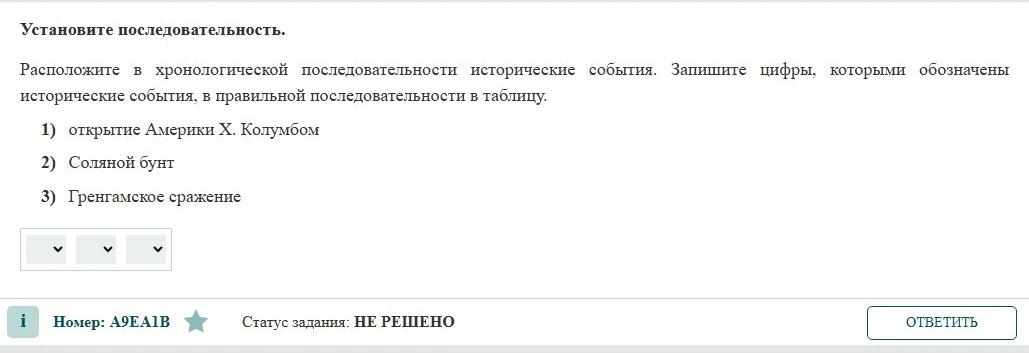 Установите последовательность.
Расположите в хронологической последовательности исторические события. Запишите цифры, которыми обозначены
исторические события, в правильной последовательности в таблицу.
1) открытие Америки Х. Колумбом
2) Соляной бунт
3) Гренгамское сражение
i Номер: A9EA1B Статус задания: НЕ РЕШЕНО ОТВЕТИТЬ